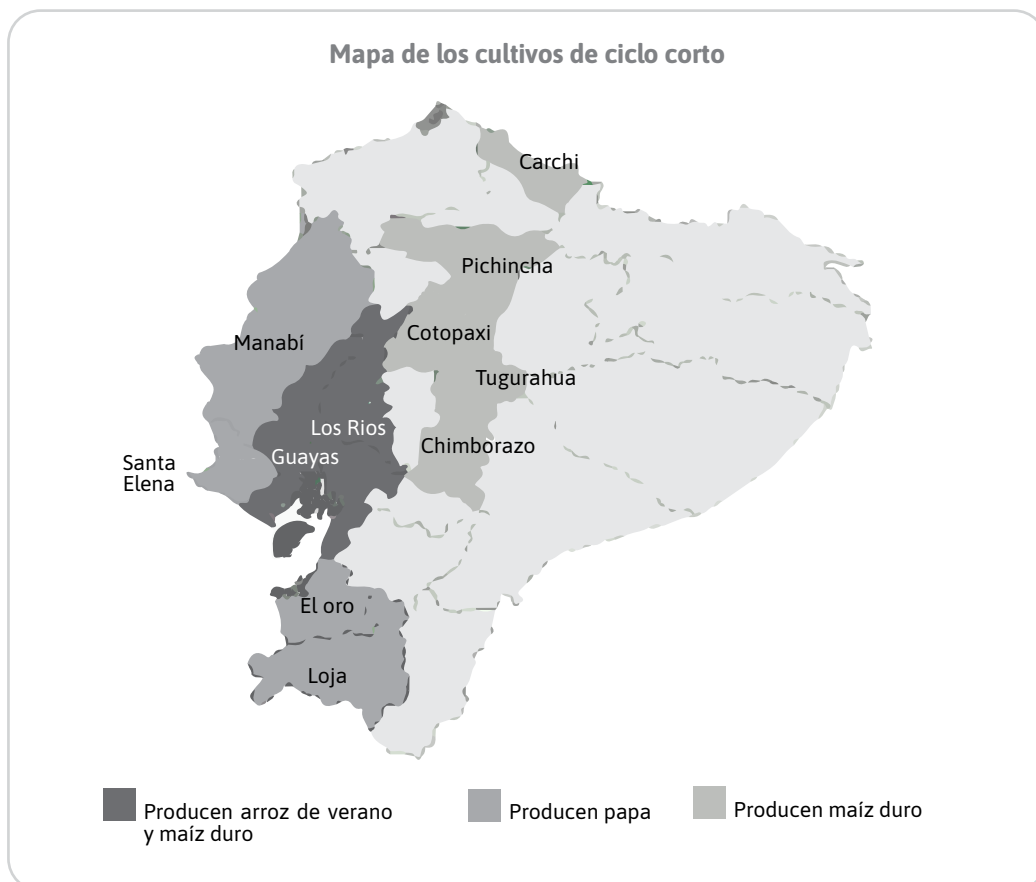 Mapa de los cultivos de ciclo corto
Carchi
Pichincha
Cotopaxi
Manabí
Tugurahua
Los Rios
Chimborazo
Guayas
Santa
Elena
El oro
Loja
Producen arroz de verano
y maíz duro
Producen papa
Producen maíz duro